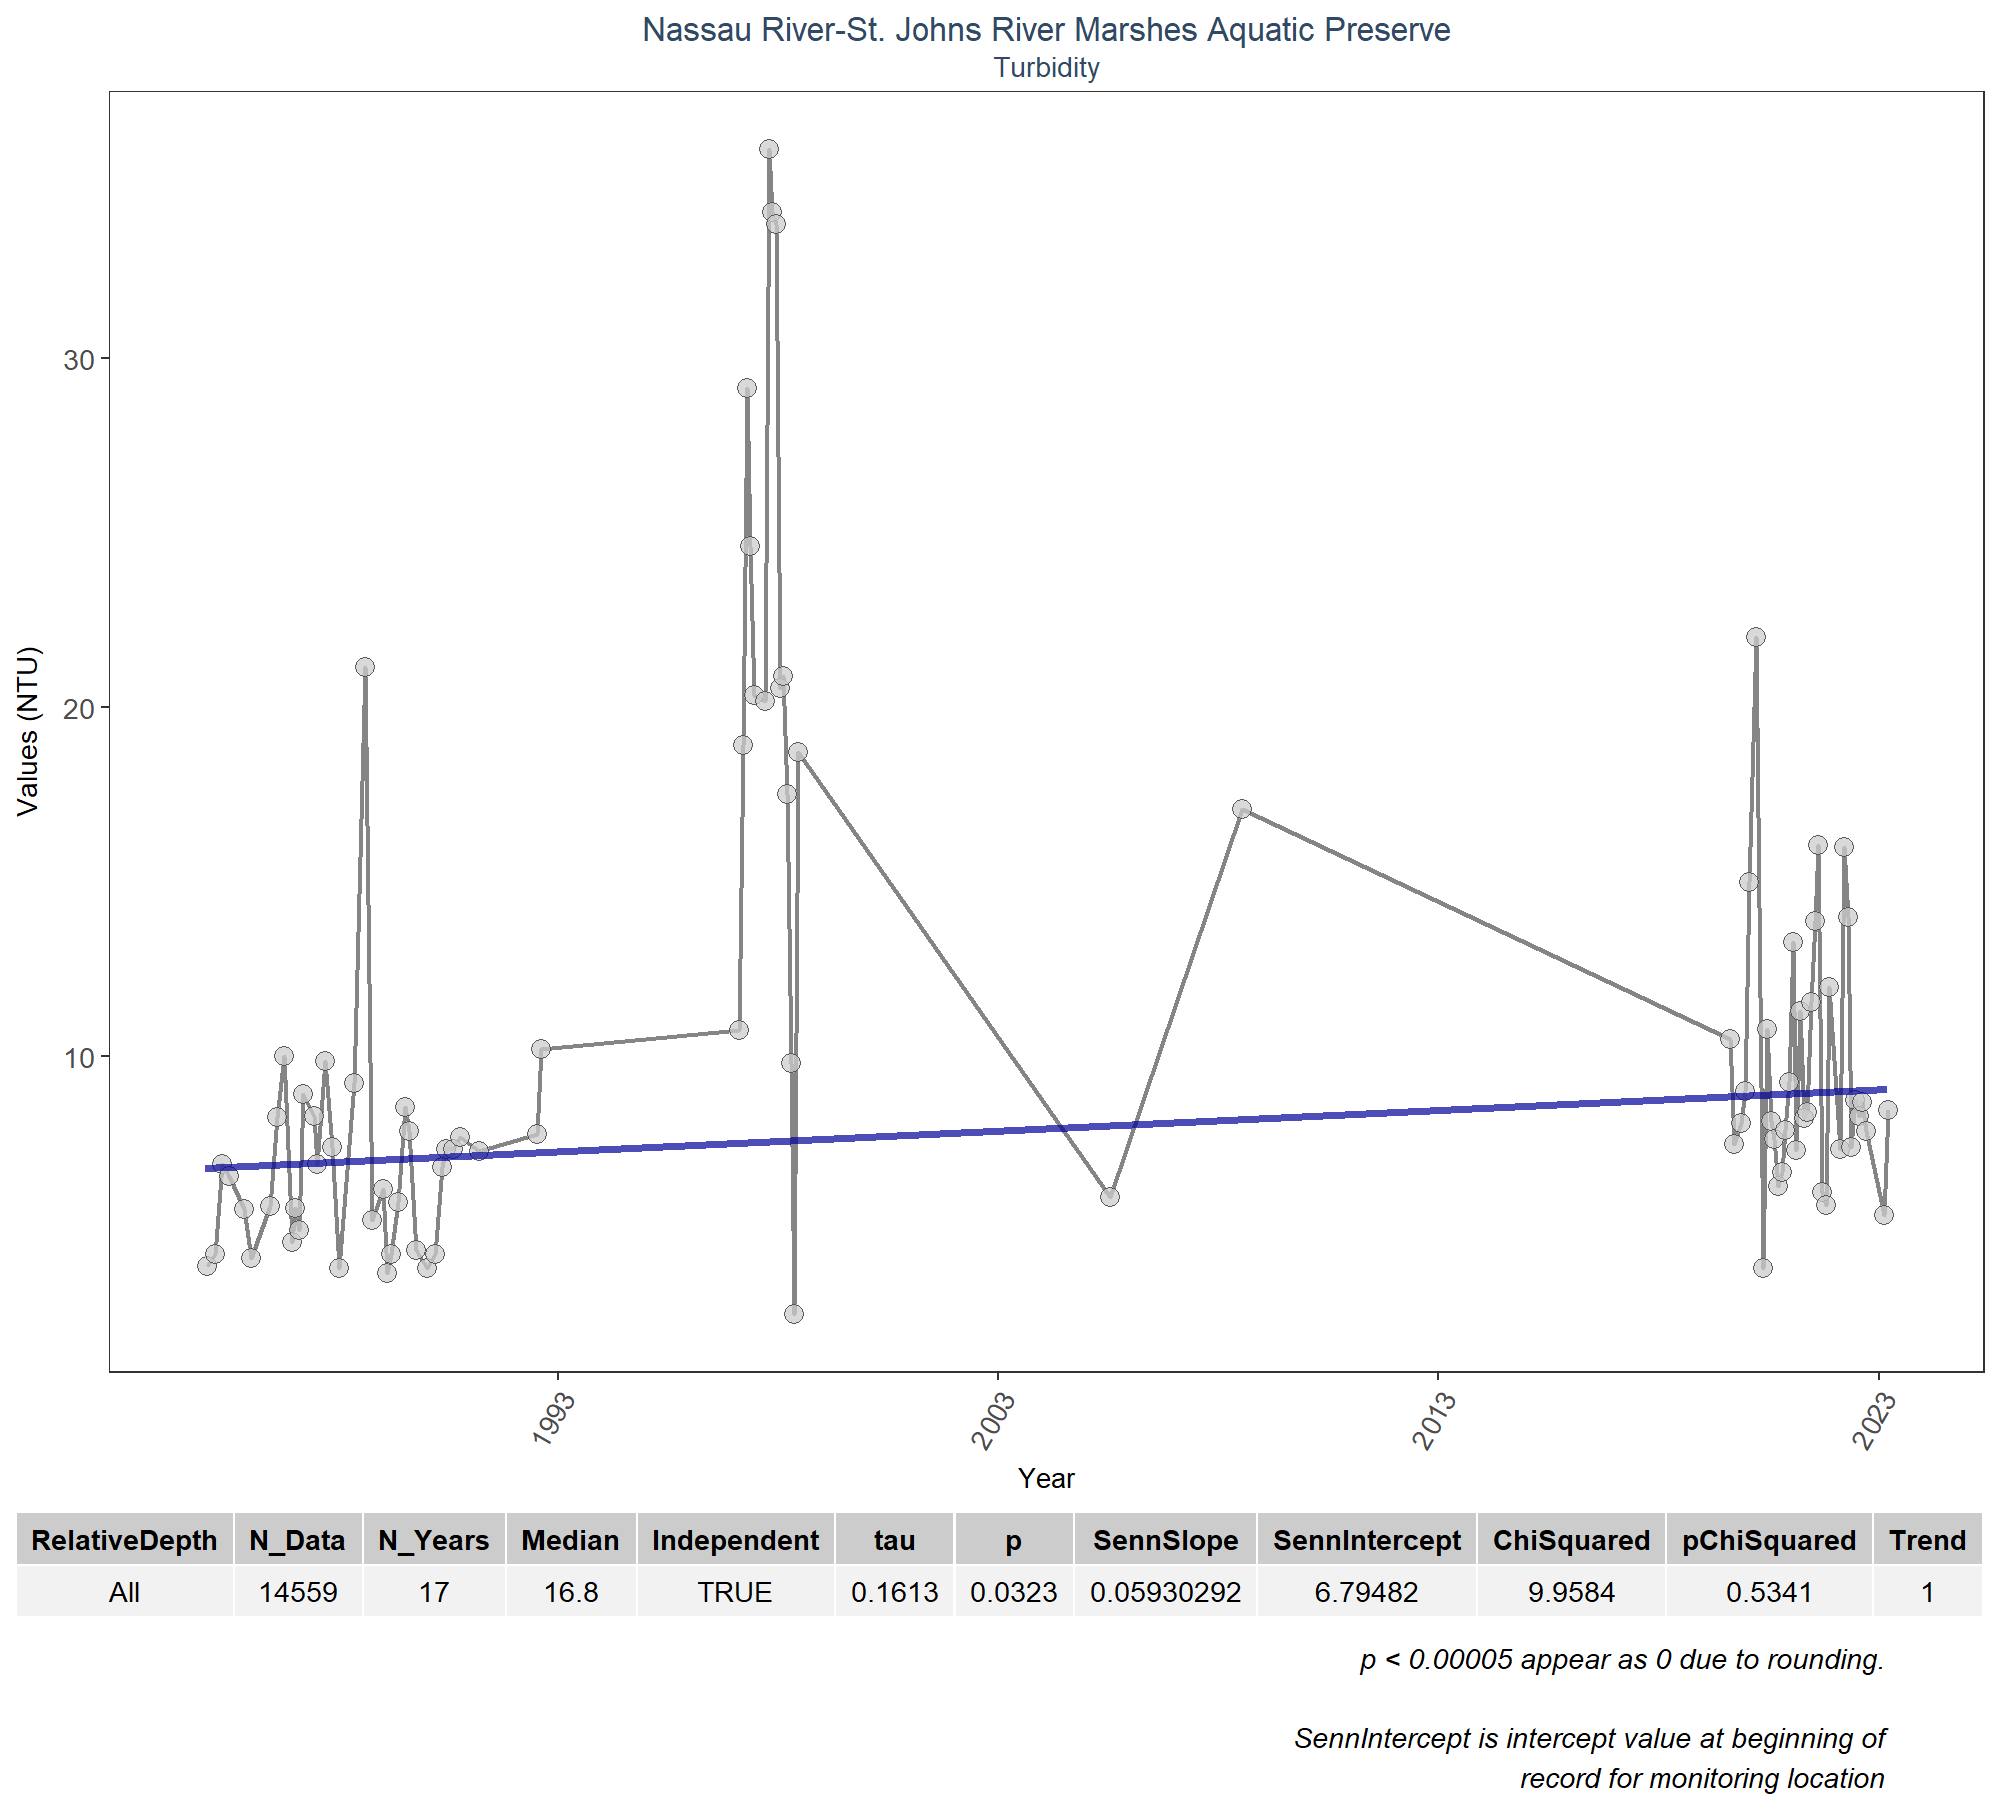 Nassau River-St. Johns River Marshes Aquatic Preserve
Turbidity
Values (NTU)
30
20
10
1993
2003
2013
2023
Year
RelativeDepth N_Data N_Years Median Independent tau p SennSlope SennIntercept ChiSquared pChiSquared Trend
All 14559 17 16.8 TRUE 0.1613 0.0323 0.05930292 6.79482 9.9584 0.5341 1
p < 0.00005 appear as 0 due to rounding.
SennIntercept is intercept value at beginning of
record for monitoring location